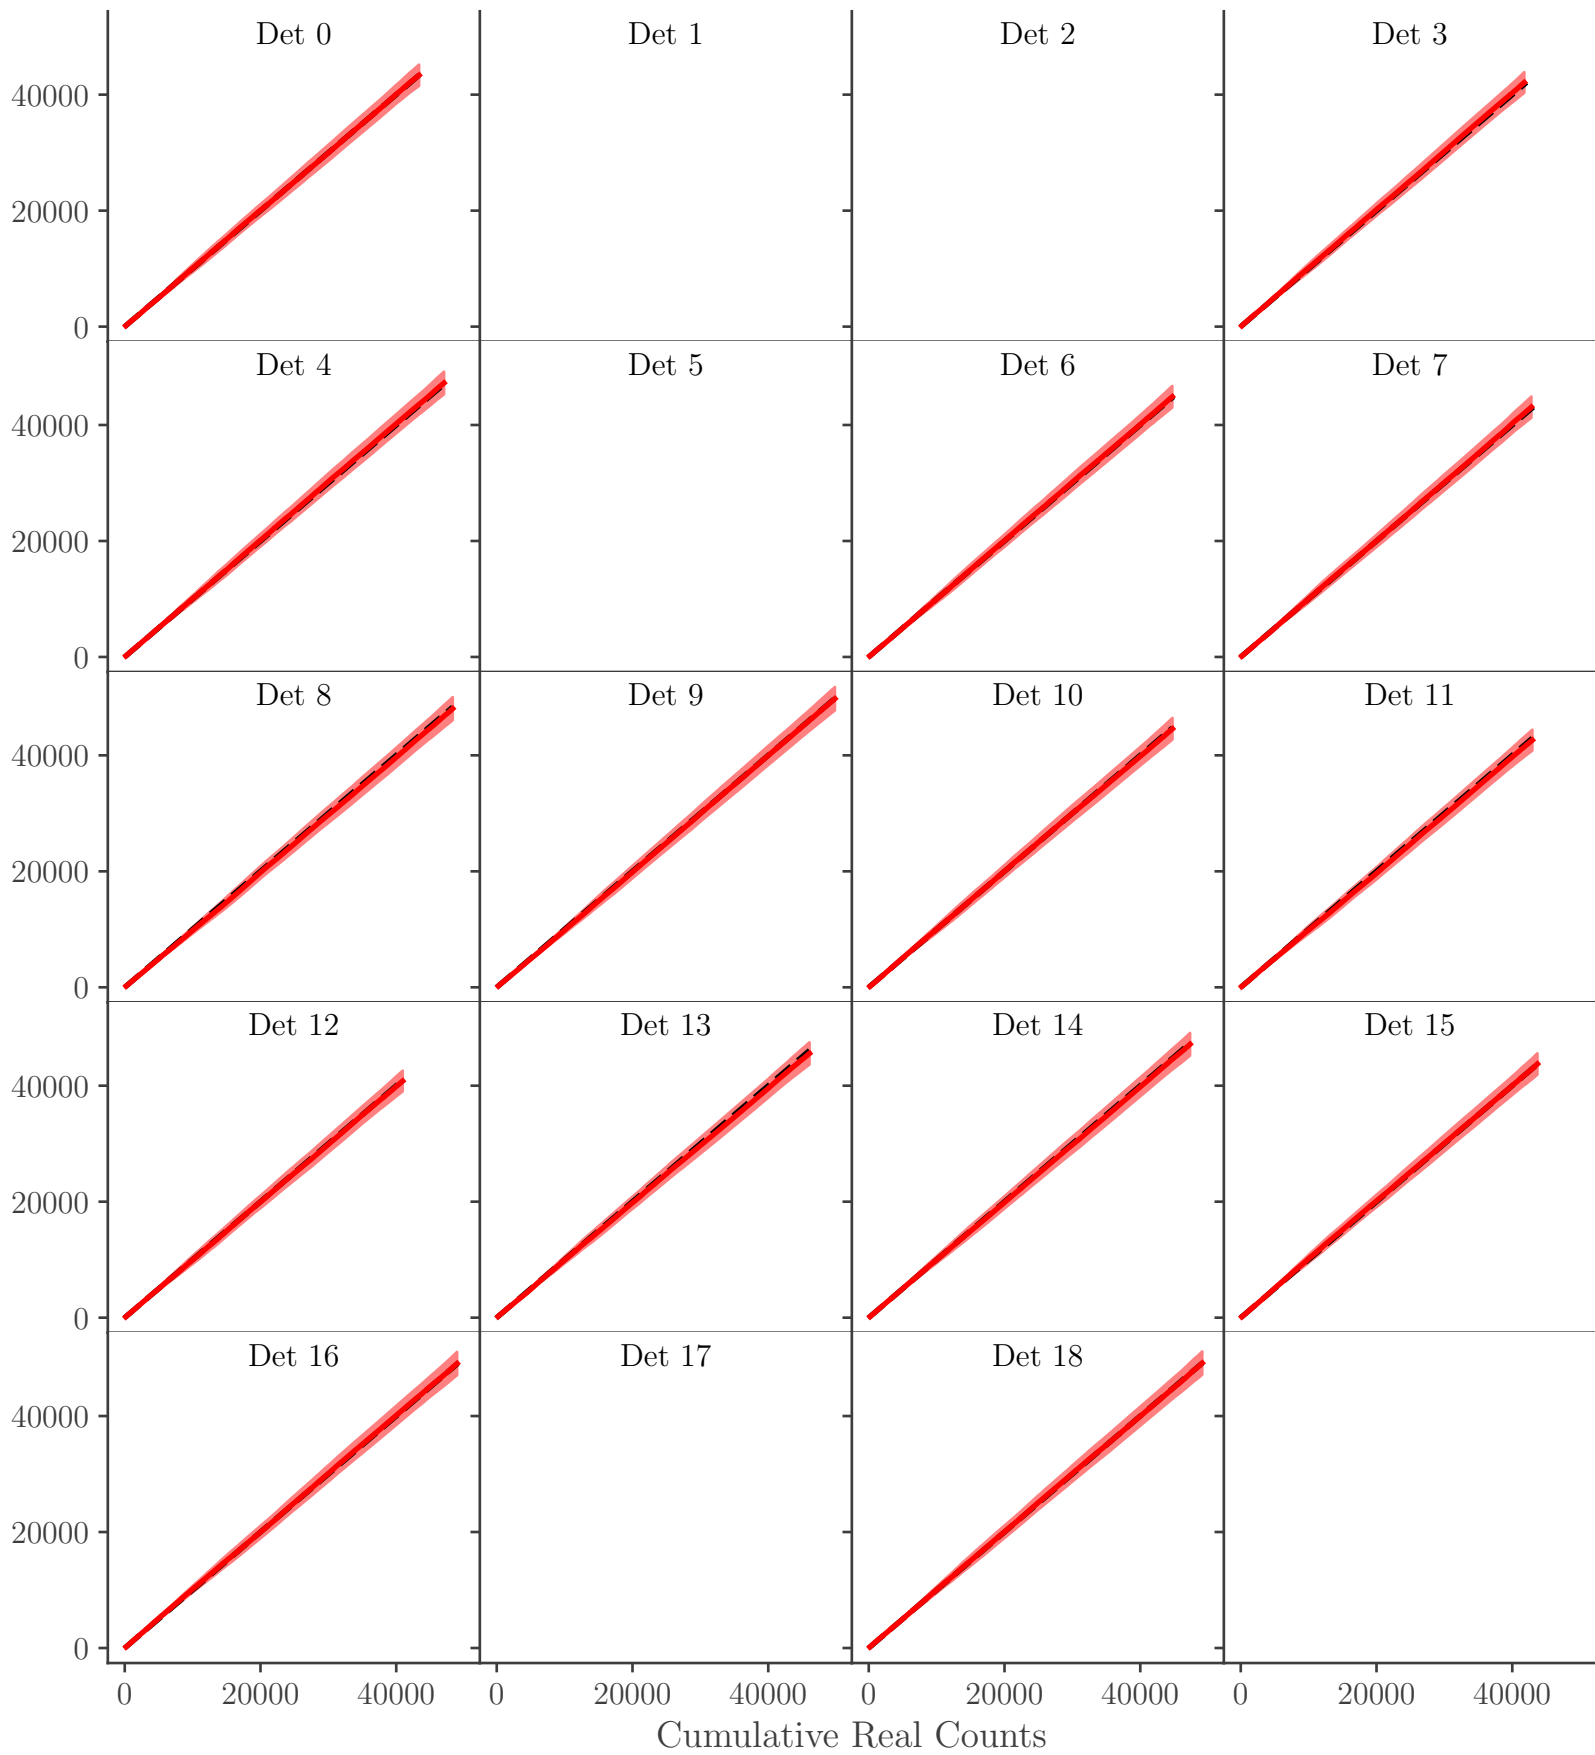 Det 0 Det 1 Det 2 Det 3
40000
20000
0
Det 4 Det 5 Det 6 Det 7
40000
20000
0
Det 8 Det 9 Det 10 Det 11
40000
20000
0
Det 12 Det 13 Det 14 Det 15
40000
20000
0
Det 16 Det 17 Det 18
40000
20000
0
0 20000 40000 0 20000 40000 0 20000 40000 0 20000 40000
Cumulative Real Counts